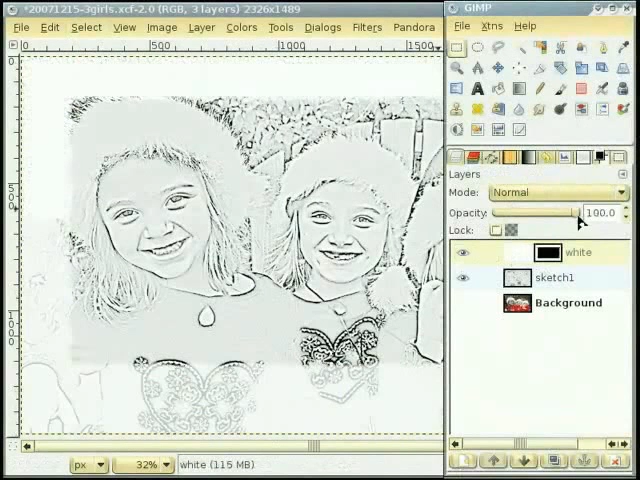 *20071215-3girls.xcf-2.0 (RGB, 3 layers) 2326x1489
File Edit Select View Image Layer Colors Tools Dialogs Filters Pandora
500 1000 1500
500
1000
px 32% white (115 MB)
GIMP
File Xtns Help
Layers
Mode: Normal
Opacity: 100.0
Lock:
white
sketch1
Background